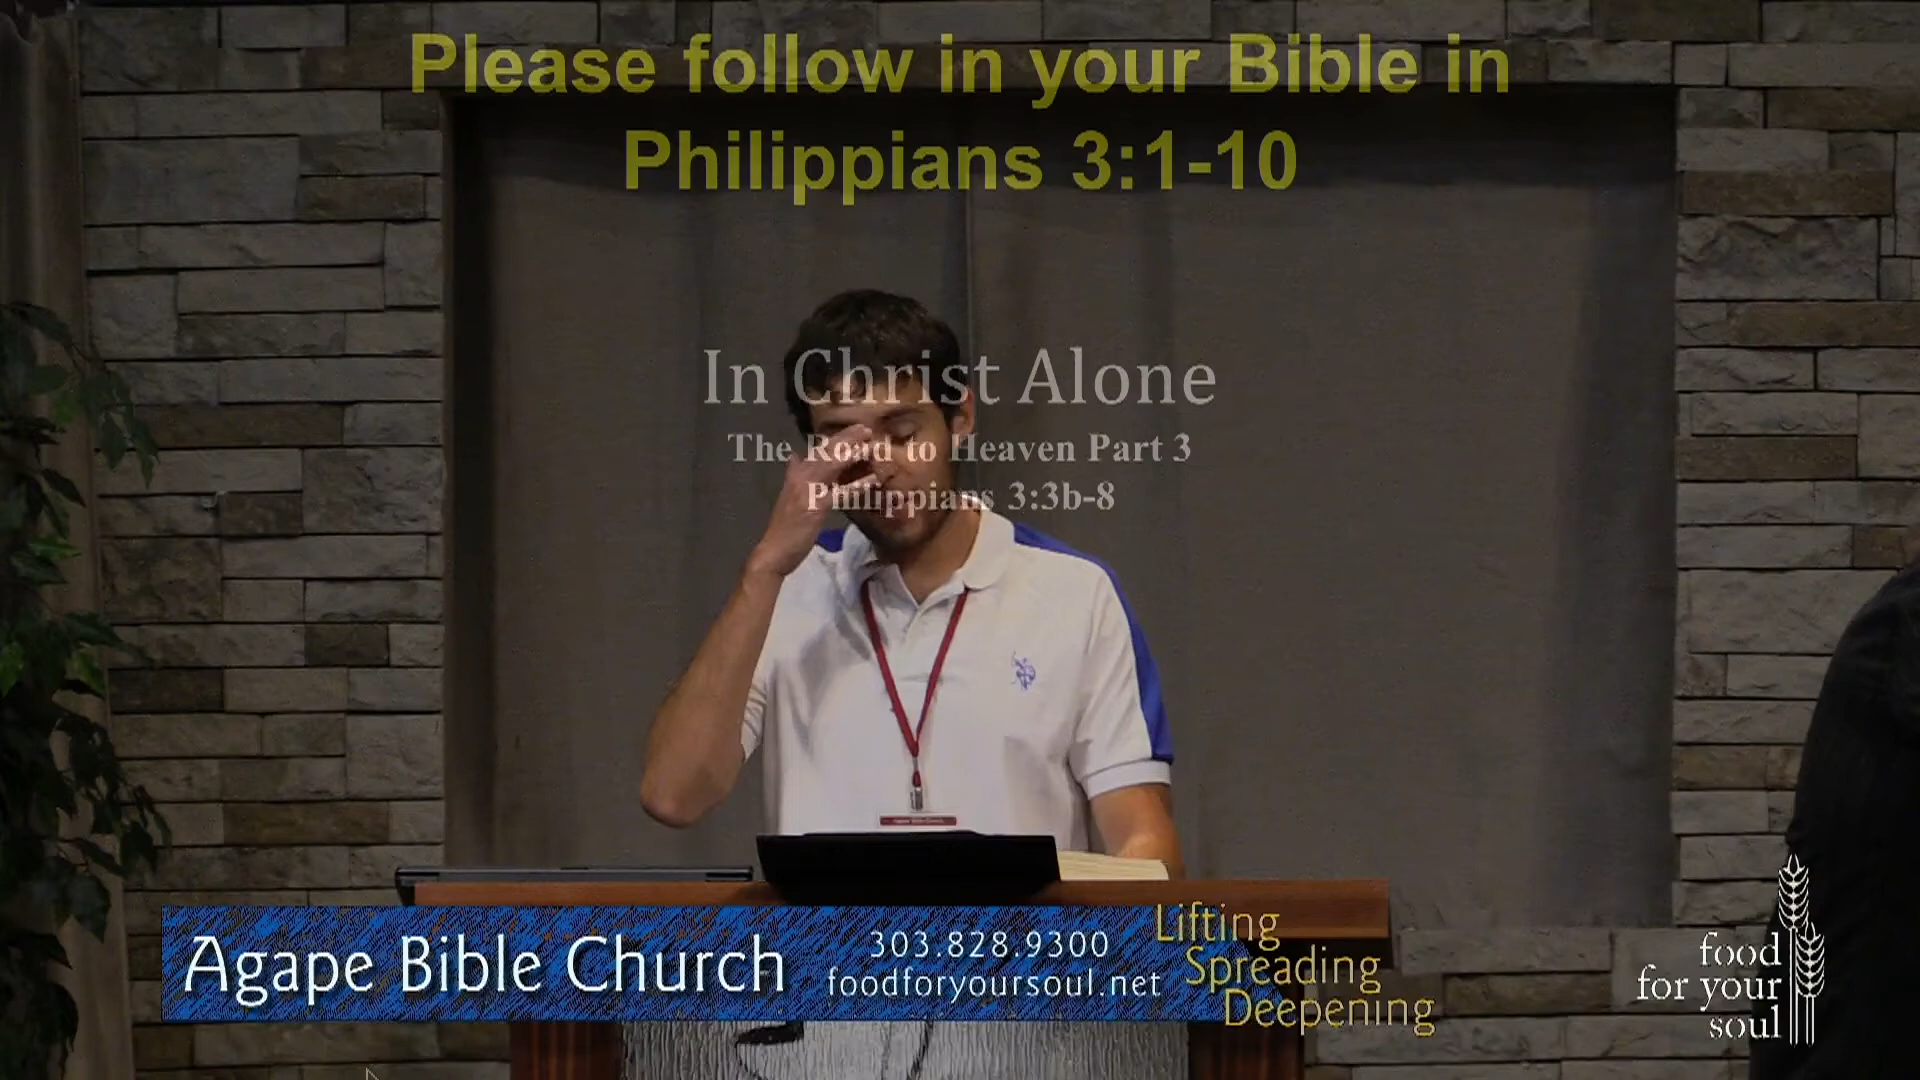 Please follow in your Bible in
Philippians 3:1-10
In Christ Alone
The Road to Heaven Part 3
Philippians 3:3b-8
Agape Bible Church
303.828.9300
foodforyoursoul.net
Lifting
Spreading
Deepening
food
for your
soul